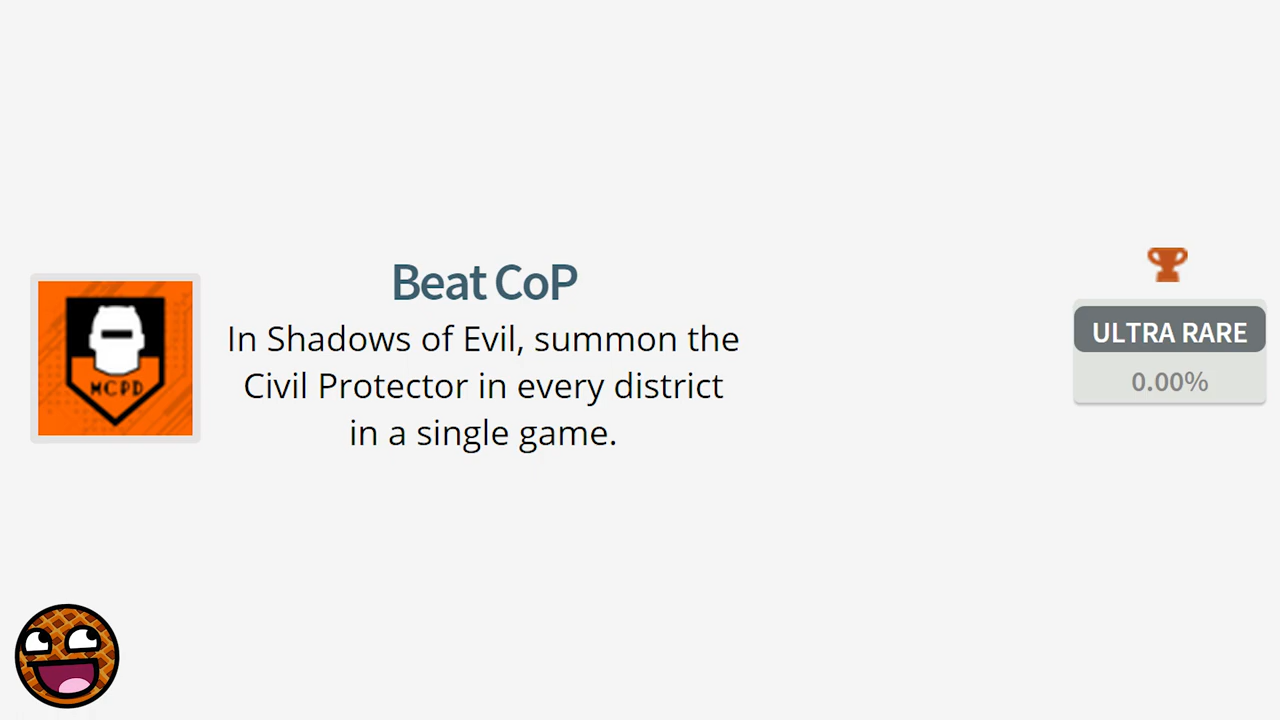 Beat CoP
In Shadows of Evil, summon the
Civil Protector in every district
in a single game.
MCPD
ULTRA RARE
0.00%